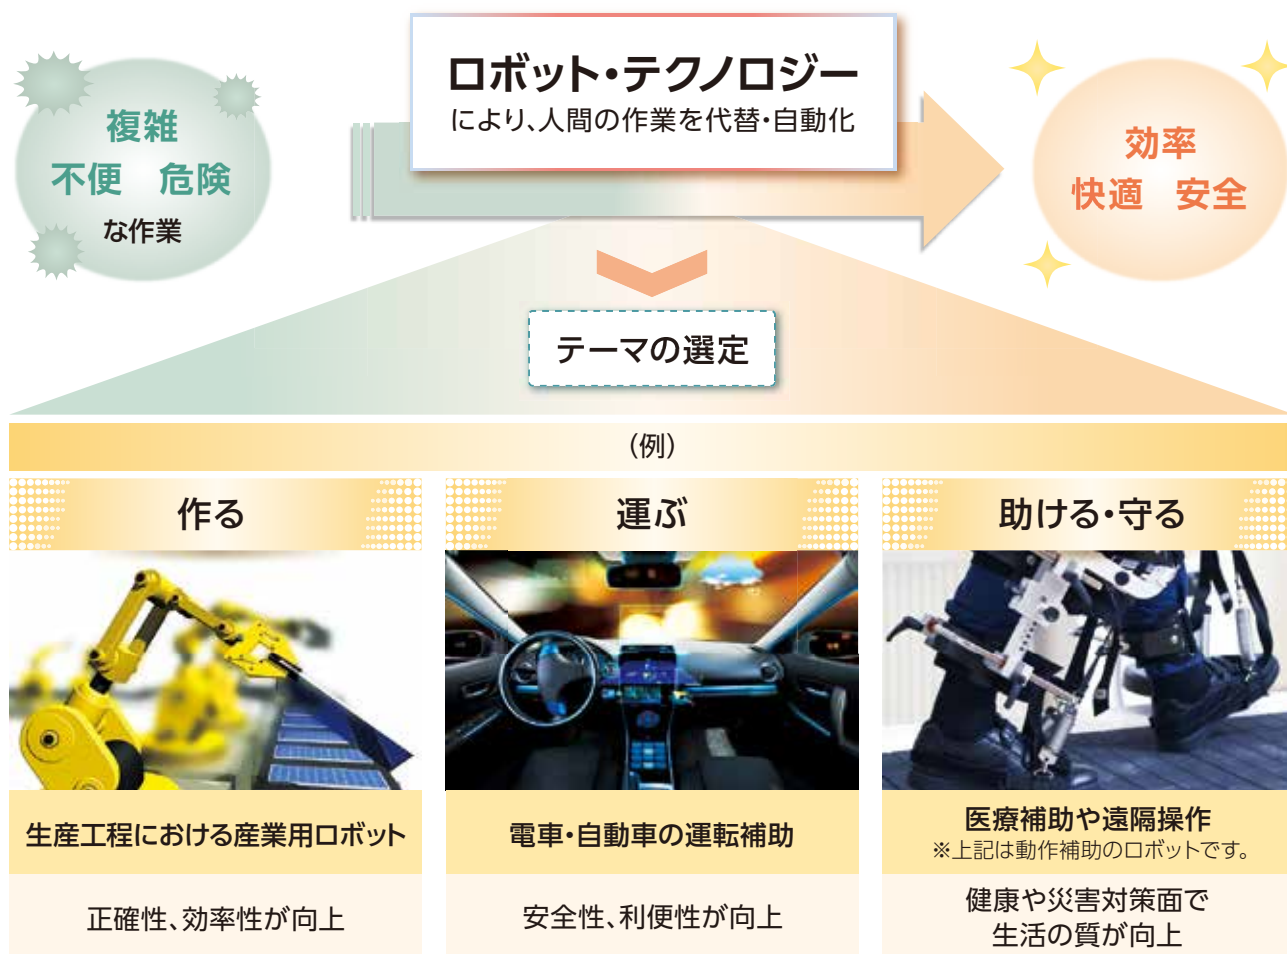 複雑
不便　危険
な作業
ロボット・テクノロジー
により、人間の作業を代替・自動化
効率
快適　安全
テーマの選定
（例）
作る
運ぶ
助ける・守る
生産工程における産業用ロボット
電車・自動車の運転補助
医療補助や遠隔操作
※上記は動作補助のロボットです。
正確性、効率性が向上
安全性、利便性が向上
健康や災害対策面で
生活の質が向上